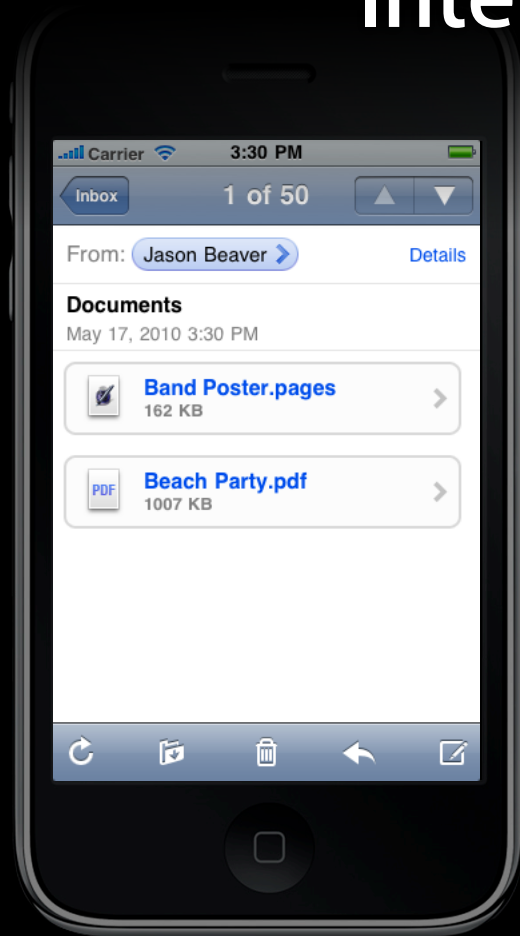 Inte
Carrier 3:30 PM
Inbox 1 of 50
From: Jason Beaver Details
Documents
May 17, 2010 3:30 PM
Band Poster.pages
162 KB
PDF Beach Party.pdf
1007 KB